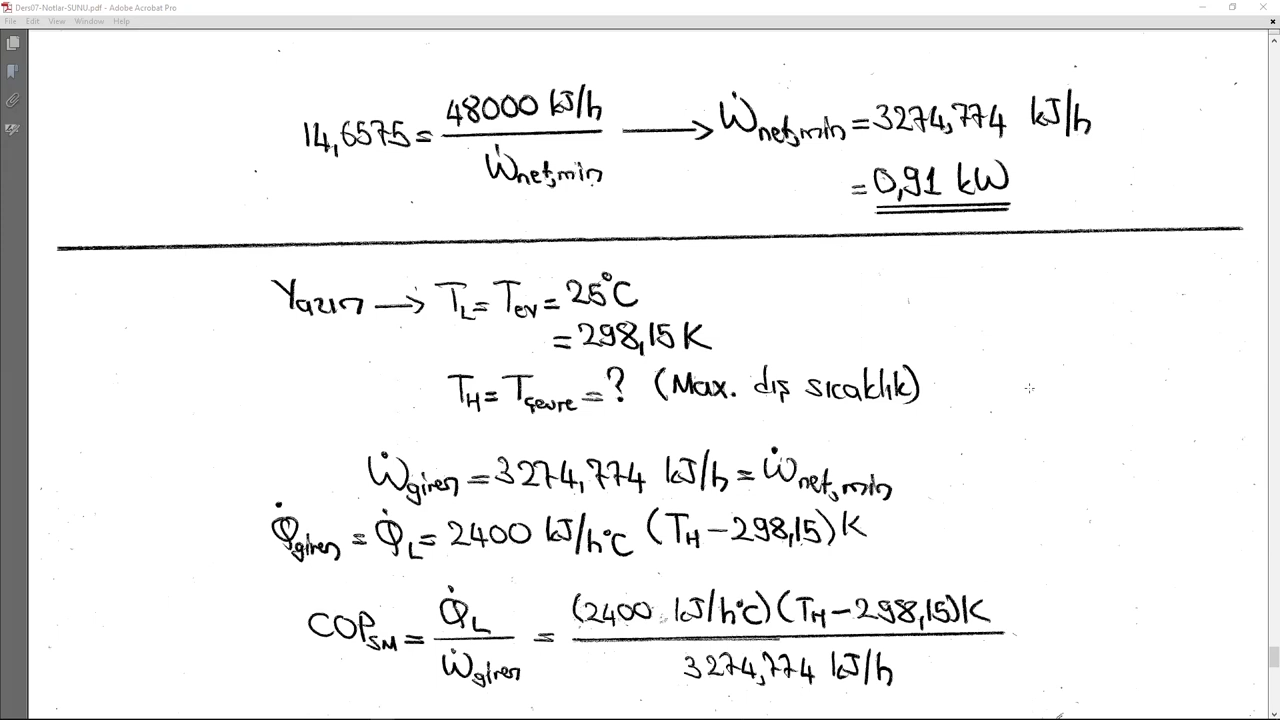 Ders07-Notlar-SUNU.pdf - Adobe Acrobat Pro
File Edit View Window Help
14,6575 = 48000 kJ/h / Ẇnet,min → Ẇnet,min = 3274,774 kJ/h
= 0,91 kW
Yazın → TL = Tev = 25°C
= 298,15 K
TH = Tçevre = ? (Max. dış sıcaklık)
Ẇgiren = 3274,774 kJ/h = Ẇnet,min
Q̇giren = Q̇L = 2400 kJ/h°C (TH − 298,15) K
COPSM = Q̇L / Ẇgiren = (2400 kJ/h°C) (TH − 298,15) K / 3274,774 kJ/h